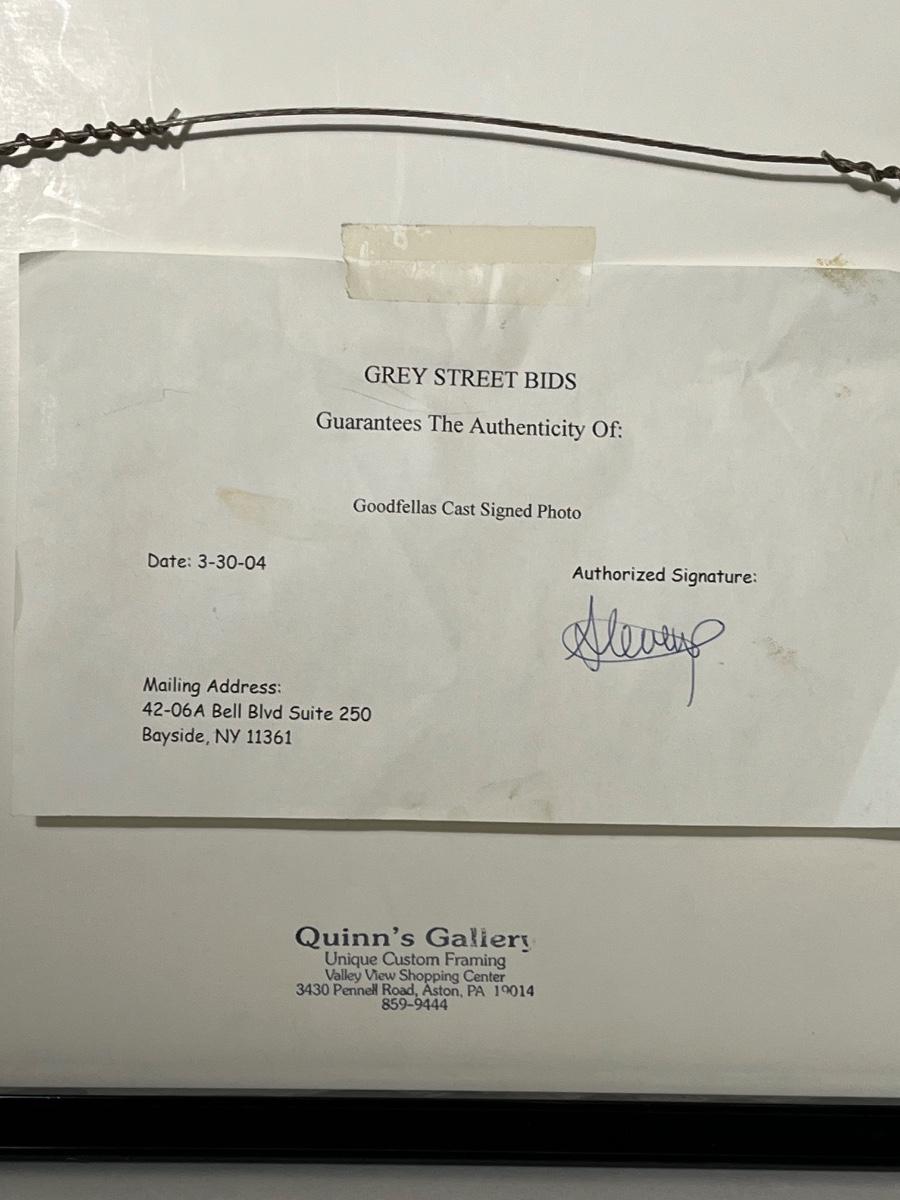 GREY STREET BIDS
Guarantees The Authenticity Of:
Goodfellas Cast Signed Photo
Date: 3-30-04
Authorized Signature:
Mailing Address:
42-06A Bell Blvd Suite 250
Bayside, NY 11361
Quinn's Gallery
Unique Custom Framing
Valley View Shopping Center
3430 Pennell Road, Aston, PA 19014
859-9444